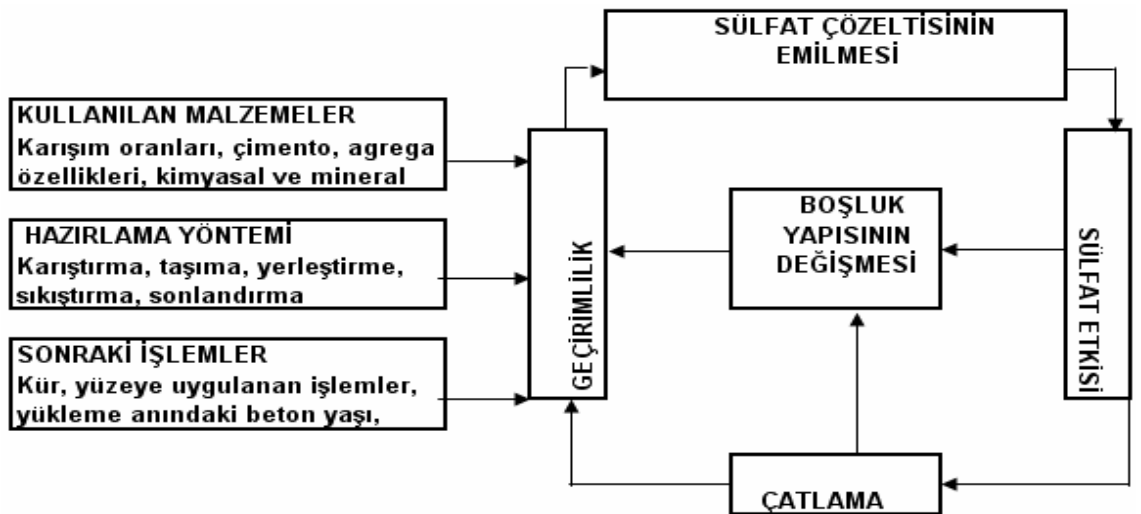 SÜLFAT ÇÖZELTİSİNİN
EMİLMESİ
KULLANILAN MALZEMELER
Karışım oranları, çimento, agrega
özellikleri, kimyasal ve mineral
HAZIRLAMA YÖNTEMİ
Karıştırma, taşıma, yerleştirme,
sıkıştırma, sonlandırma
SONRAKİ İŞLEMLER
Kür, yüzeye uygulanan işlemler,
yükleme anındaki beton yaşı,
GEÇİRİMLİLİK
BOŞLUK
YAPISININ
DEĞİŞMESİ
SÜLFAT ETKİSİ
ÇATLAMA